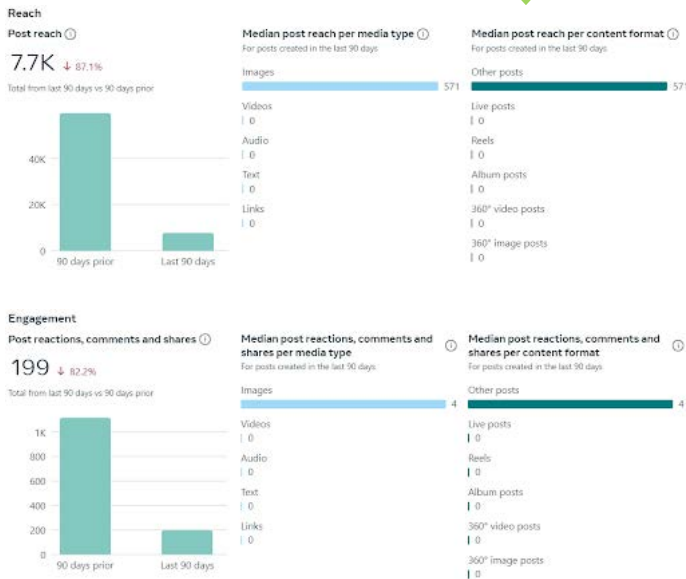 Reach
Post reach
7.7K ↓ 87.1%
Total from last 90 days vs 90 days prior
40K
20K
0
90 days prior
Last 90 days
Median post reach per media type
For posts created in the last 90 days
Images
571
Videos
0
Audio
0
Text
0
Links
0
Median post reach per content format
For posts created in the last 90 days
Other posts
571
Live posts
0
Reels
0
Album posts
0
360° video posts
0
360° image posts
0
Engagement
Post reactions, comments and shares
199 ↓ 82.2%
Total from last 90 days vs 90 days prior
1K
800
600
400
200
0
90 days prior
Last 90 days
Median post reactions, comments and
shares per media type
For posts created in the last 90 days
Images
4
Videos
0
Audio
0
Text
0
Links
0
Median post reactions, comments and
shares per content format
For posts created in the last 90 days
Other posts
4
Live posts
0
Reels
0
Album posts
0
360° video posts
0
360° image posts
0